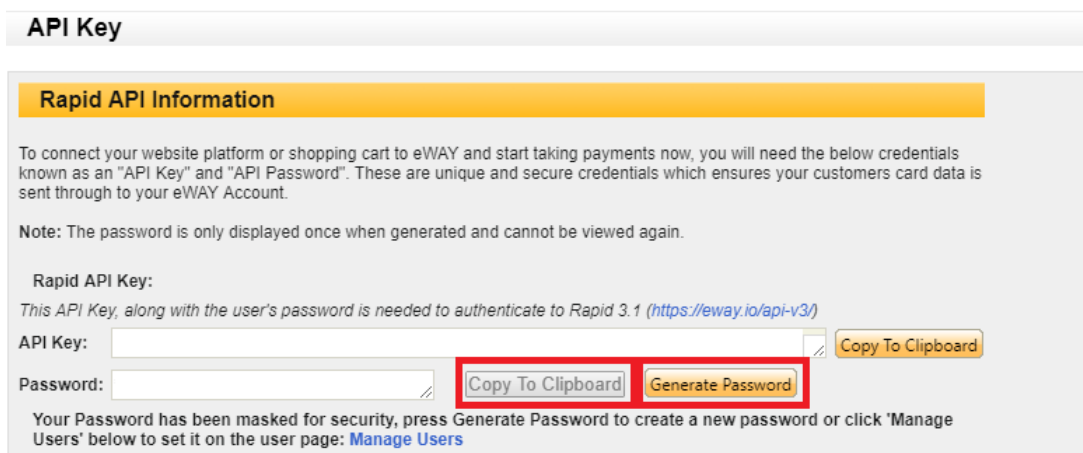 API Key
Rapid API Information
To connect your website platform or shopping cart to eWAY and start taking payments now, you will need the below credentials
known as an "API Key" and "API Password". These are unique and secure credentials which ensures your customers card data is
sent through to your eWAY Account.
Note: The password is only displayed once when generated and cannot be viewed again.
Rapid API Key:
This API Key, along with the user's password is needed to authenticate to Rapid 3.1 (https://eway.io/api-v3/)
API Key: Copy To Clipboard
Password: Copy To Clipboard Generate Password
Your Password has been masked for security, press Generate Password to create a new password or click 'Manage
Users' below to set it on the user page: Manage Users